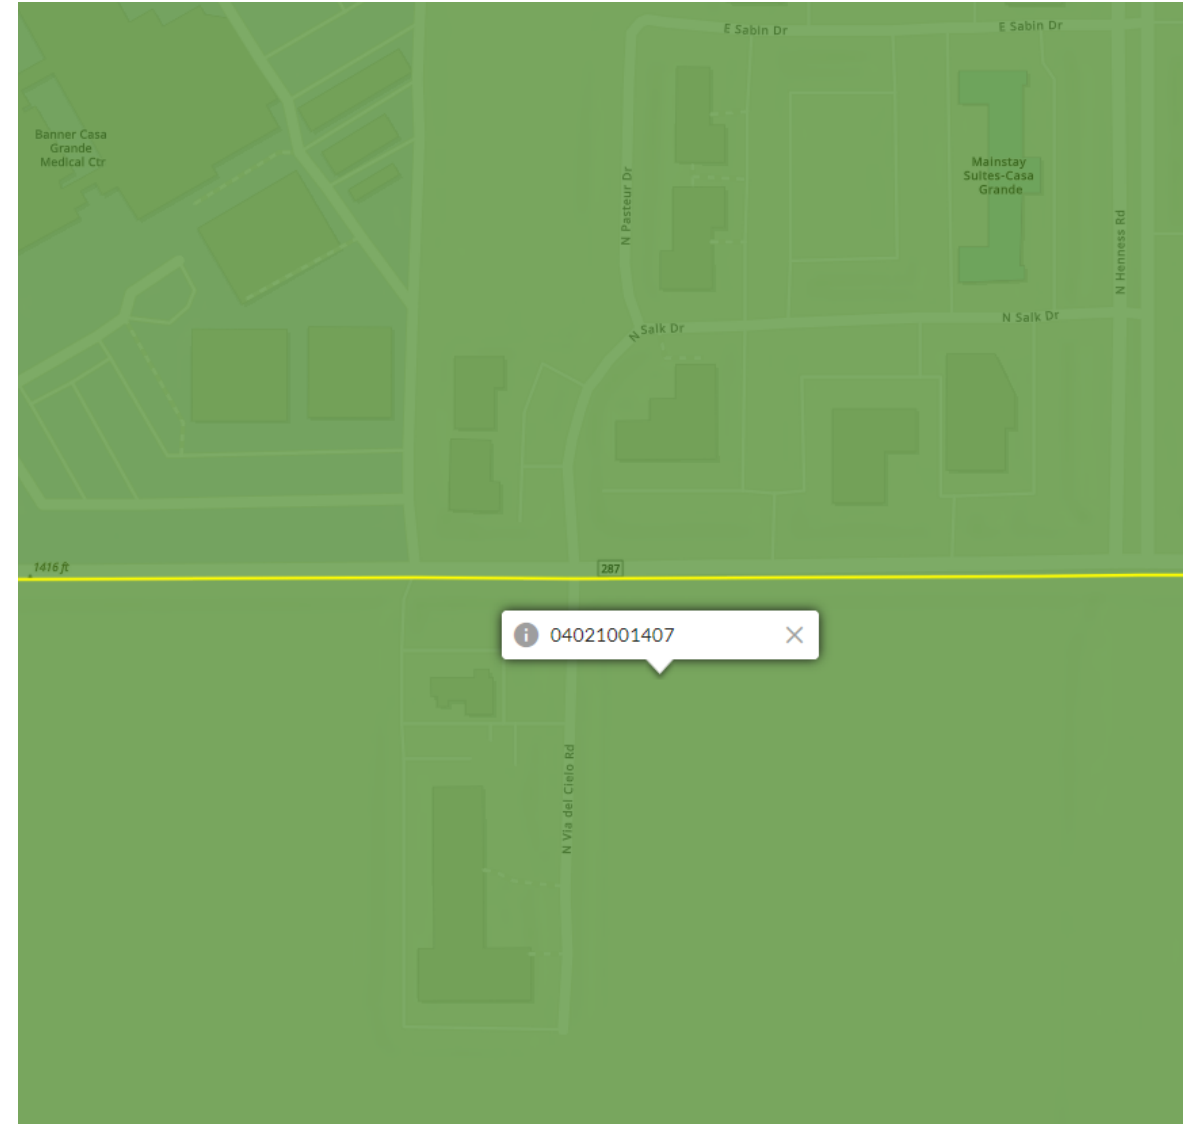 E Sabin Dr
E Sabin Dr
Banner Casa
Grande
Medical Ctr
Mainstay
Suites-Casa
Grande
N Pasteur Dr
N Henness Rd
N Salk Dr
N Salk Dr
1416 ft
287
04021001407
N Via del Cielo Rd